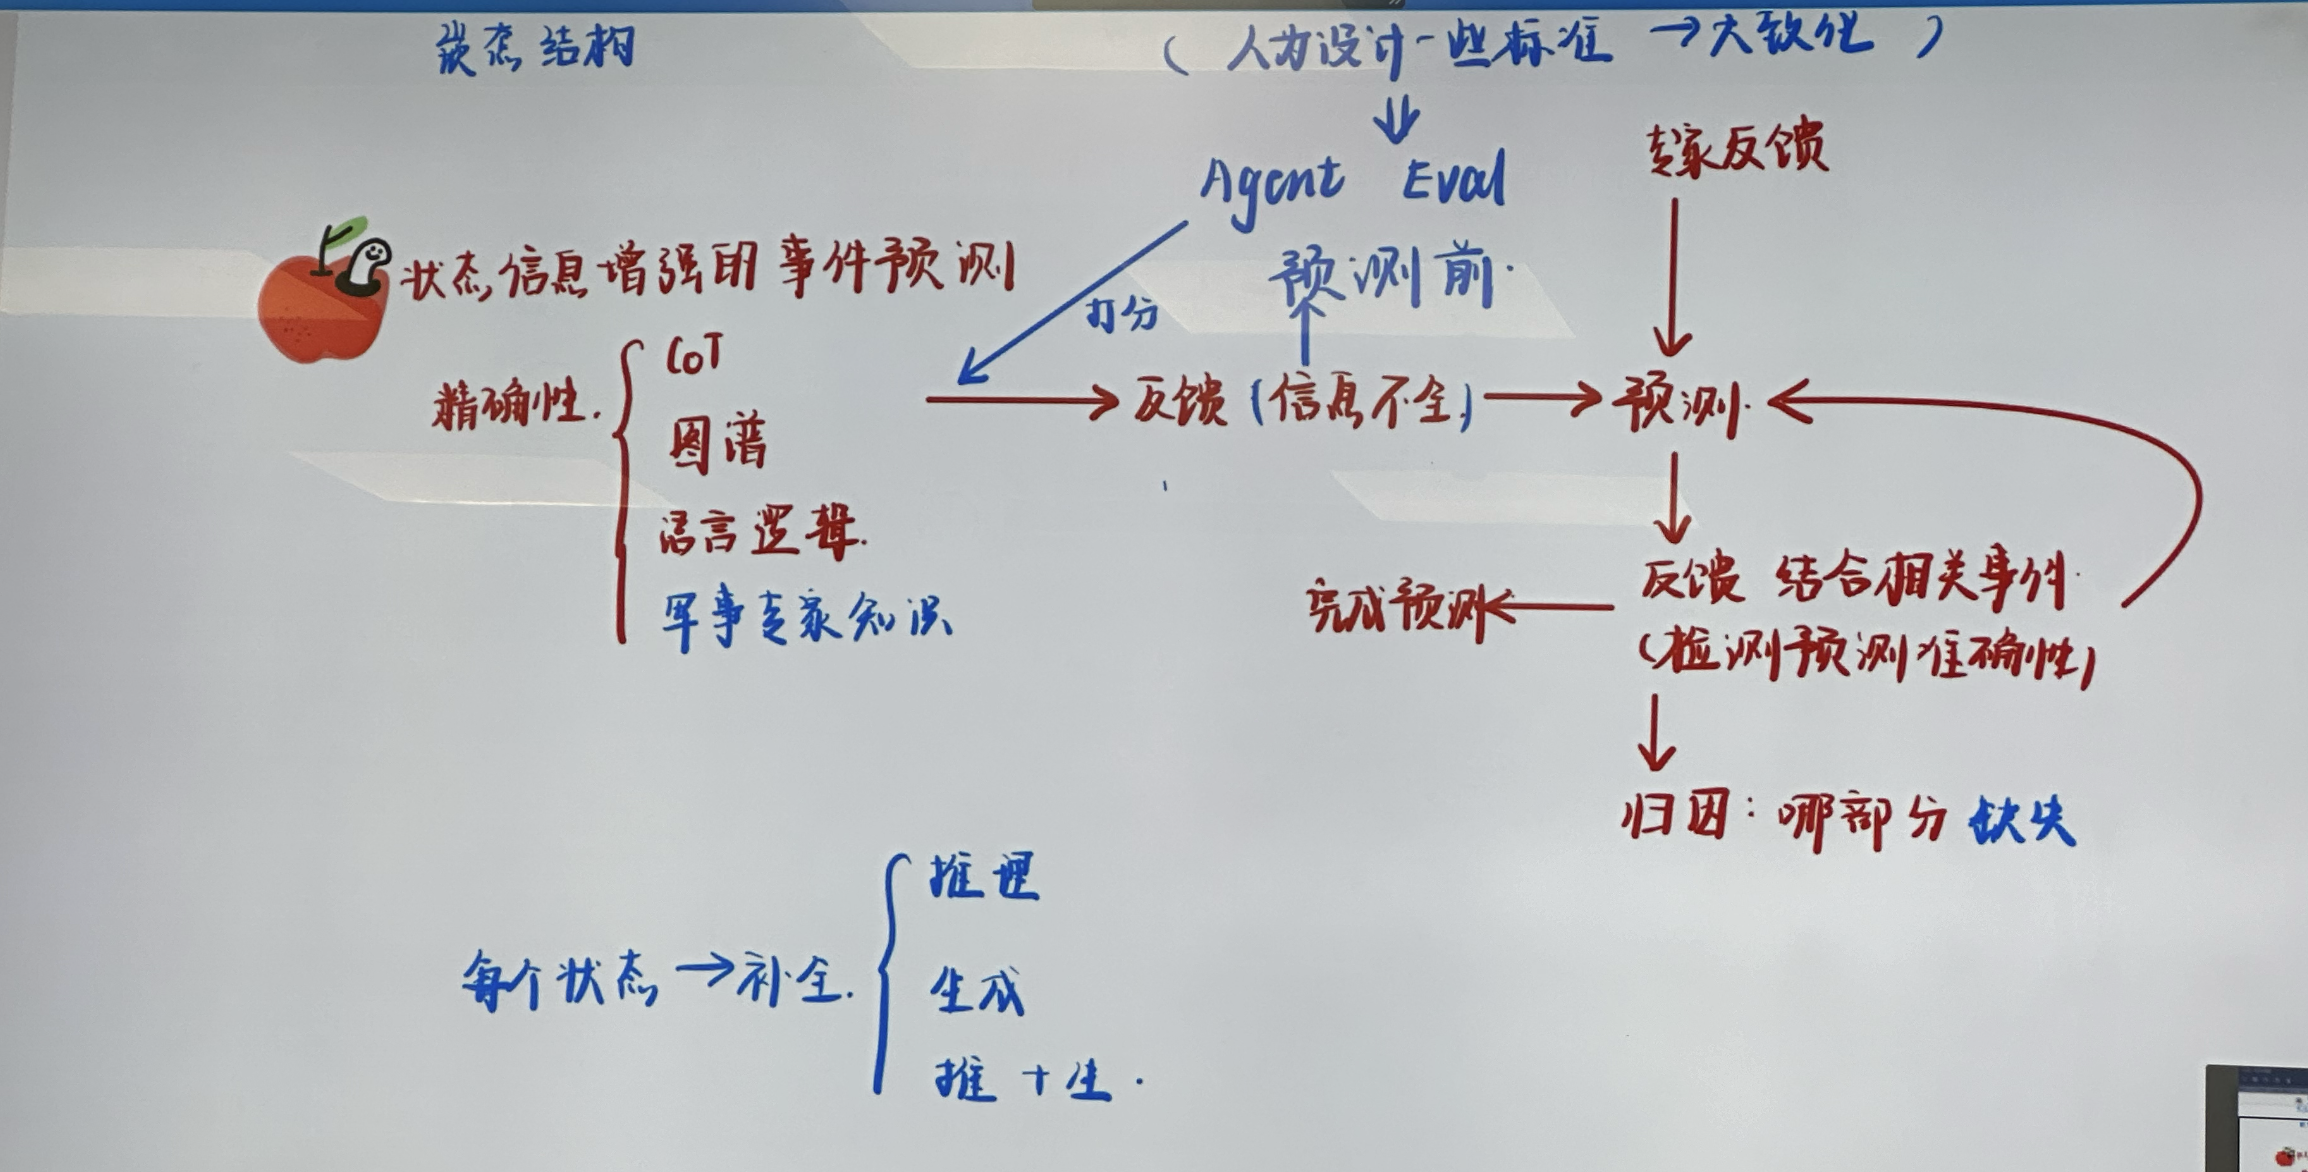 态结构
(人为设计一些标准 → 大致化)
Agent Eval
专家反馈
状态信息增强的事件预测
打分
预测前.
精确性.
CoT
图谱
语言逻辑.
军事专家知识
反馈 (信息不全)
预测.
反馈 结合相关事件.
(检测预测准确性)
完成预测
归因: 哪部分缺失
每个状态 → 补全.
推理
生成
推 + 生.